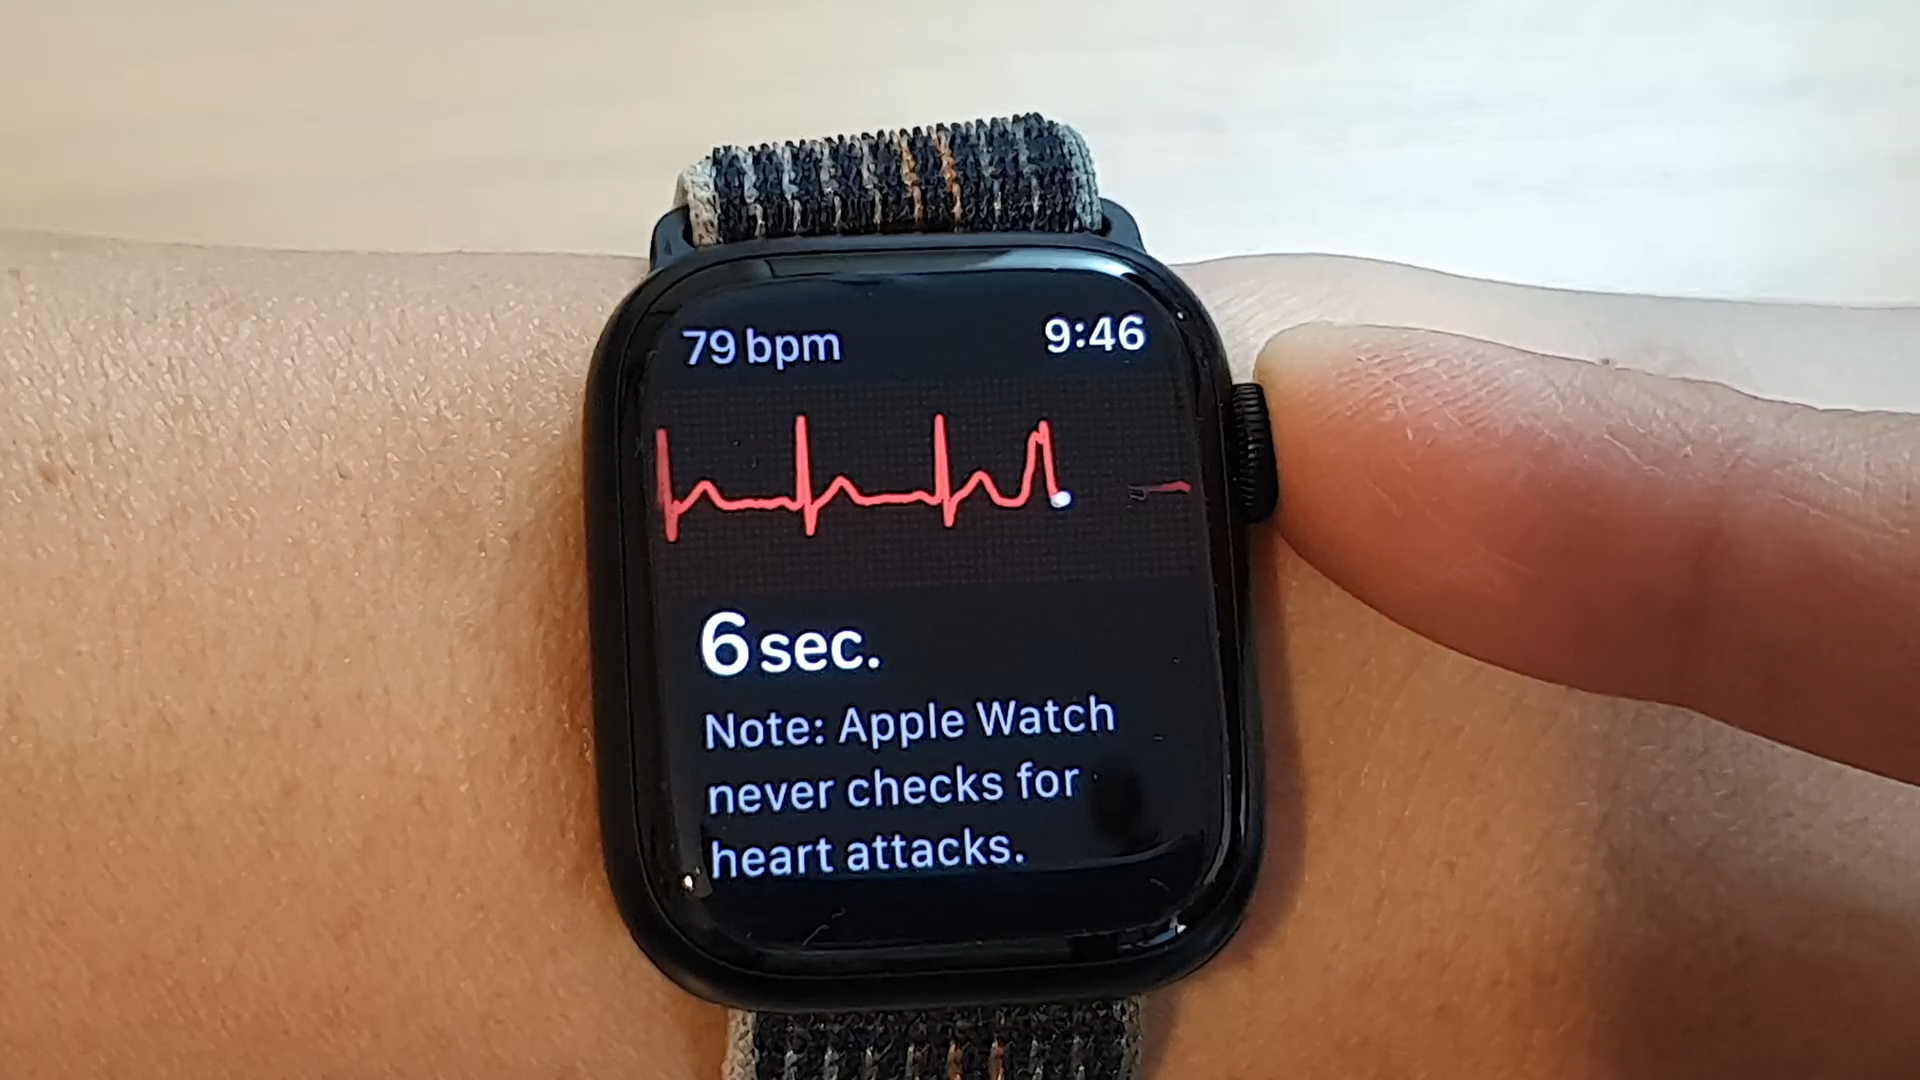 79 bpm 9:46
6 sec.
Note: Apple Watch
never checks for
heart attacks.